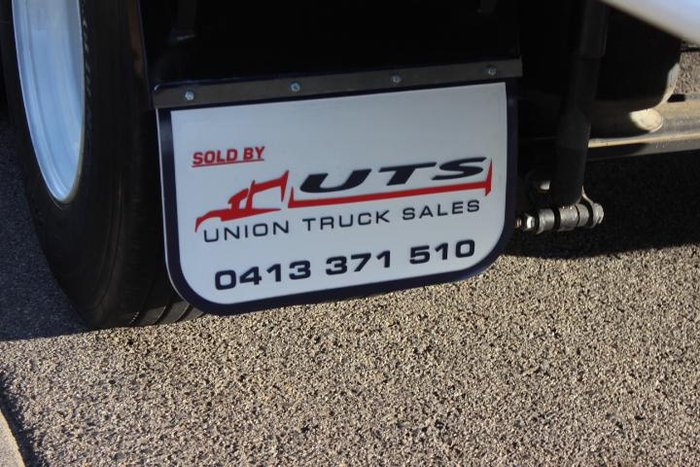 SOLD BY
UTS
UNION TRUCK SALES
0413 371 510